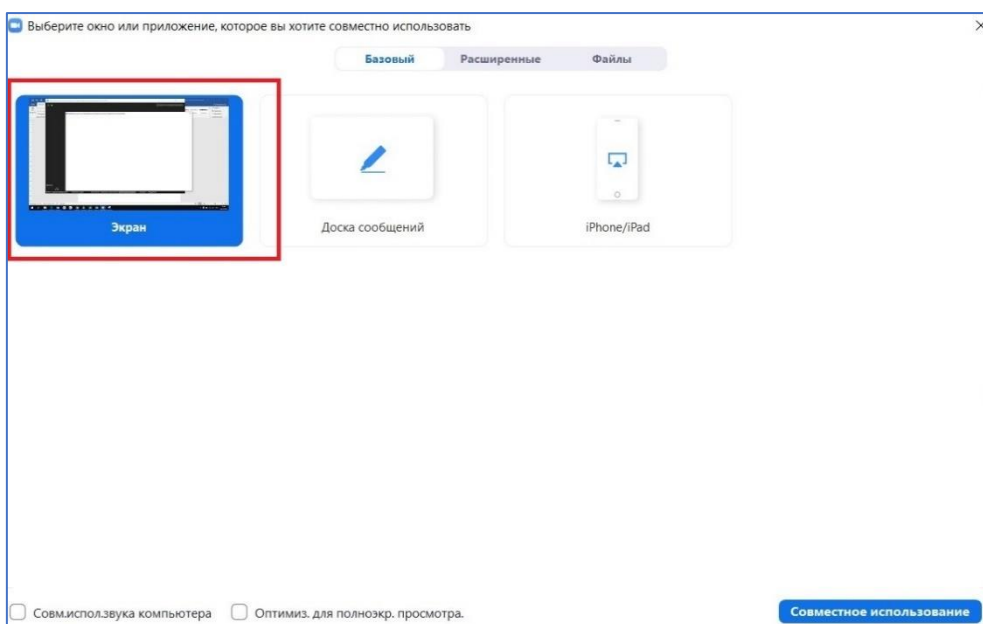 Выберите окно или приложение, которое вы хотите совместно использовать
Базовый Расширенные Файлы
Экран Доска сообщений iPhone/iPad
Совм.испол.звука компьютера Оптимиз. для полноэкр. просмотра. Совместное использование